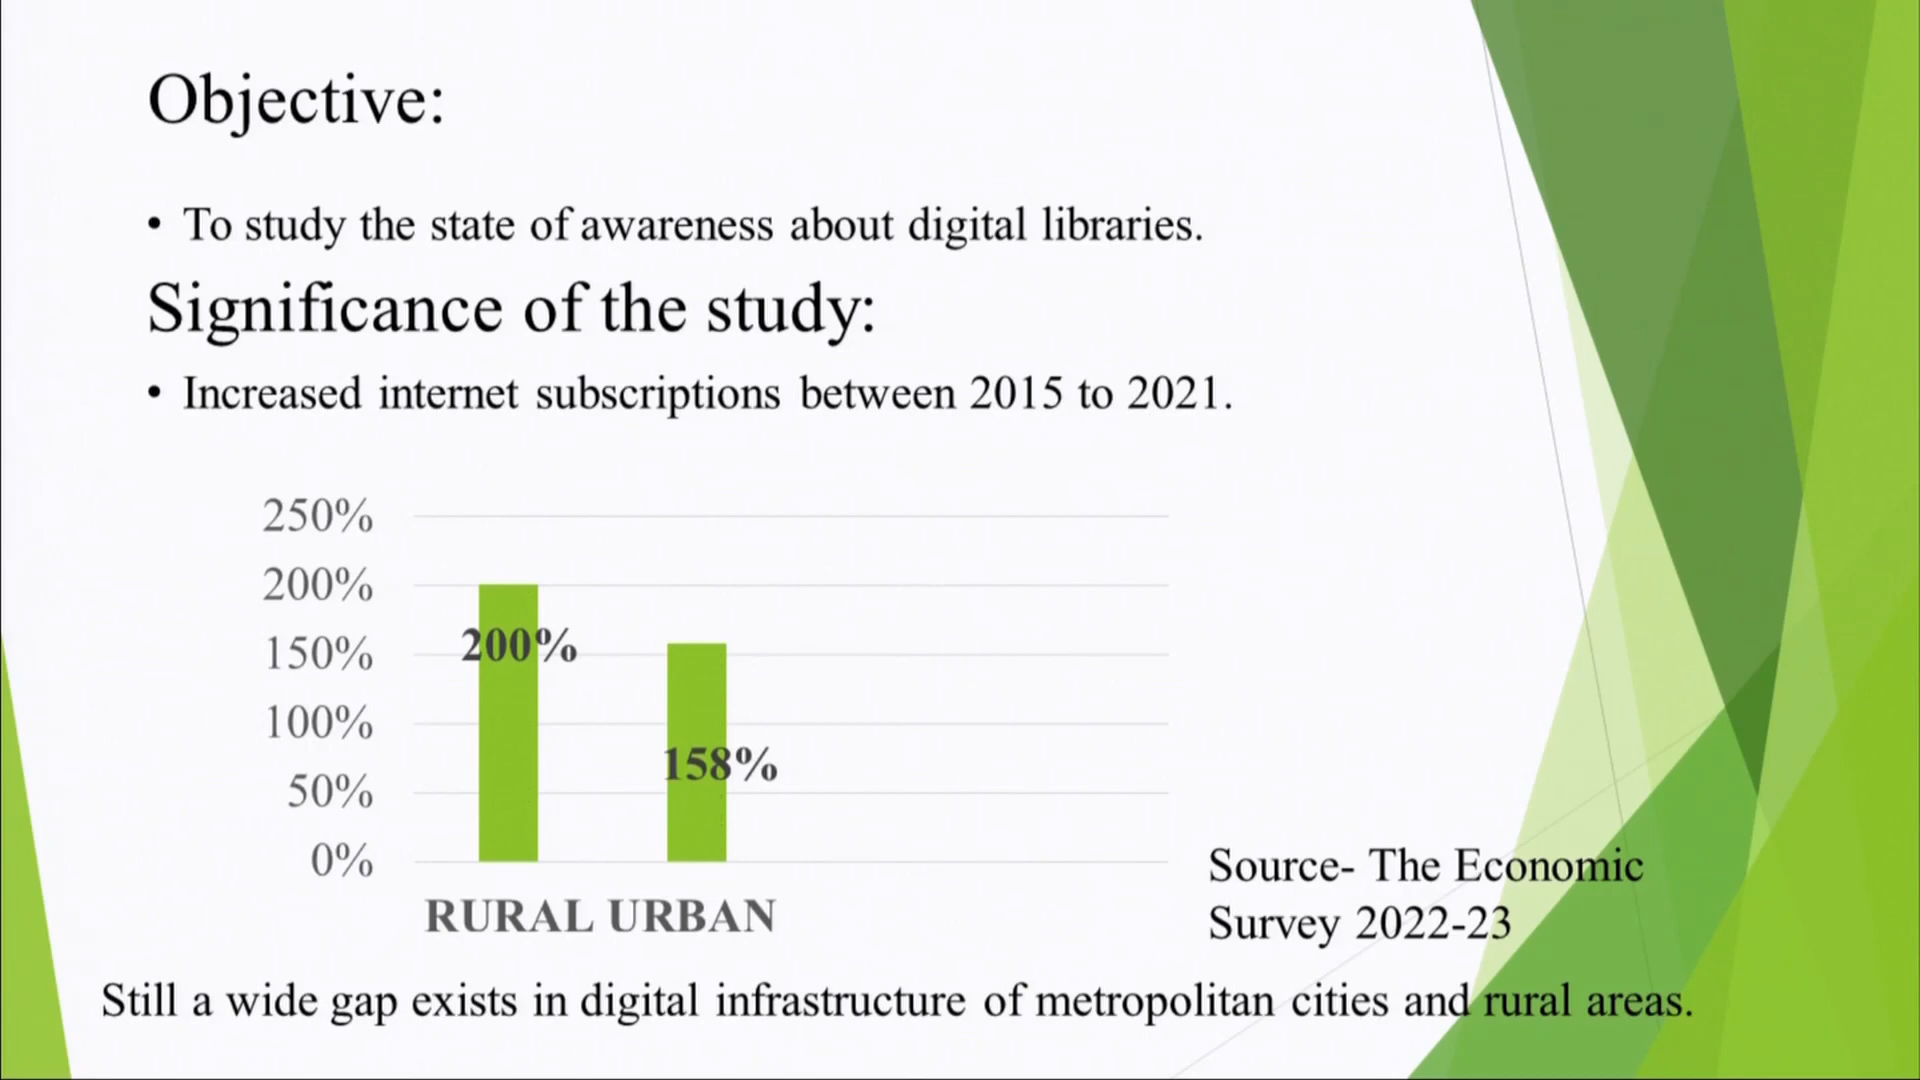 Objective:
• To study the state of awareness about digital libraries.
Significance of the study:
• Increased internet subscriptions between 2015 to 2021.
250%
200%
150%
100%
50%
0%
200%
158%
RURAL URBAN
Source- The Economic
Survey 2022-23
Still a wide gap exists in digital infrastructure of metropolitan cities and rural areas.